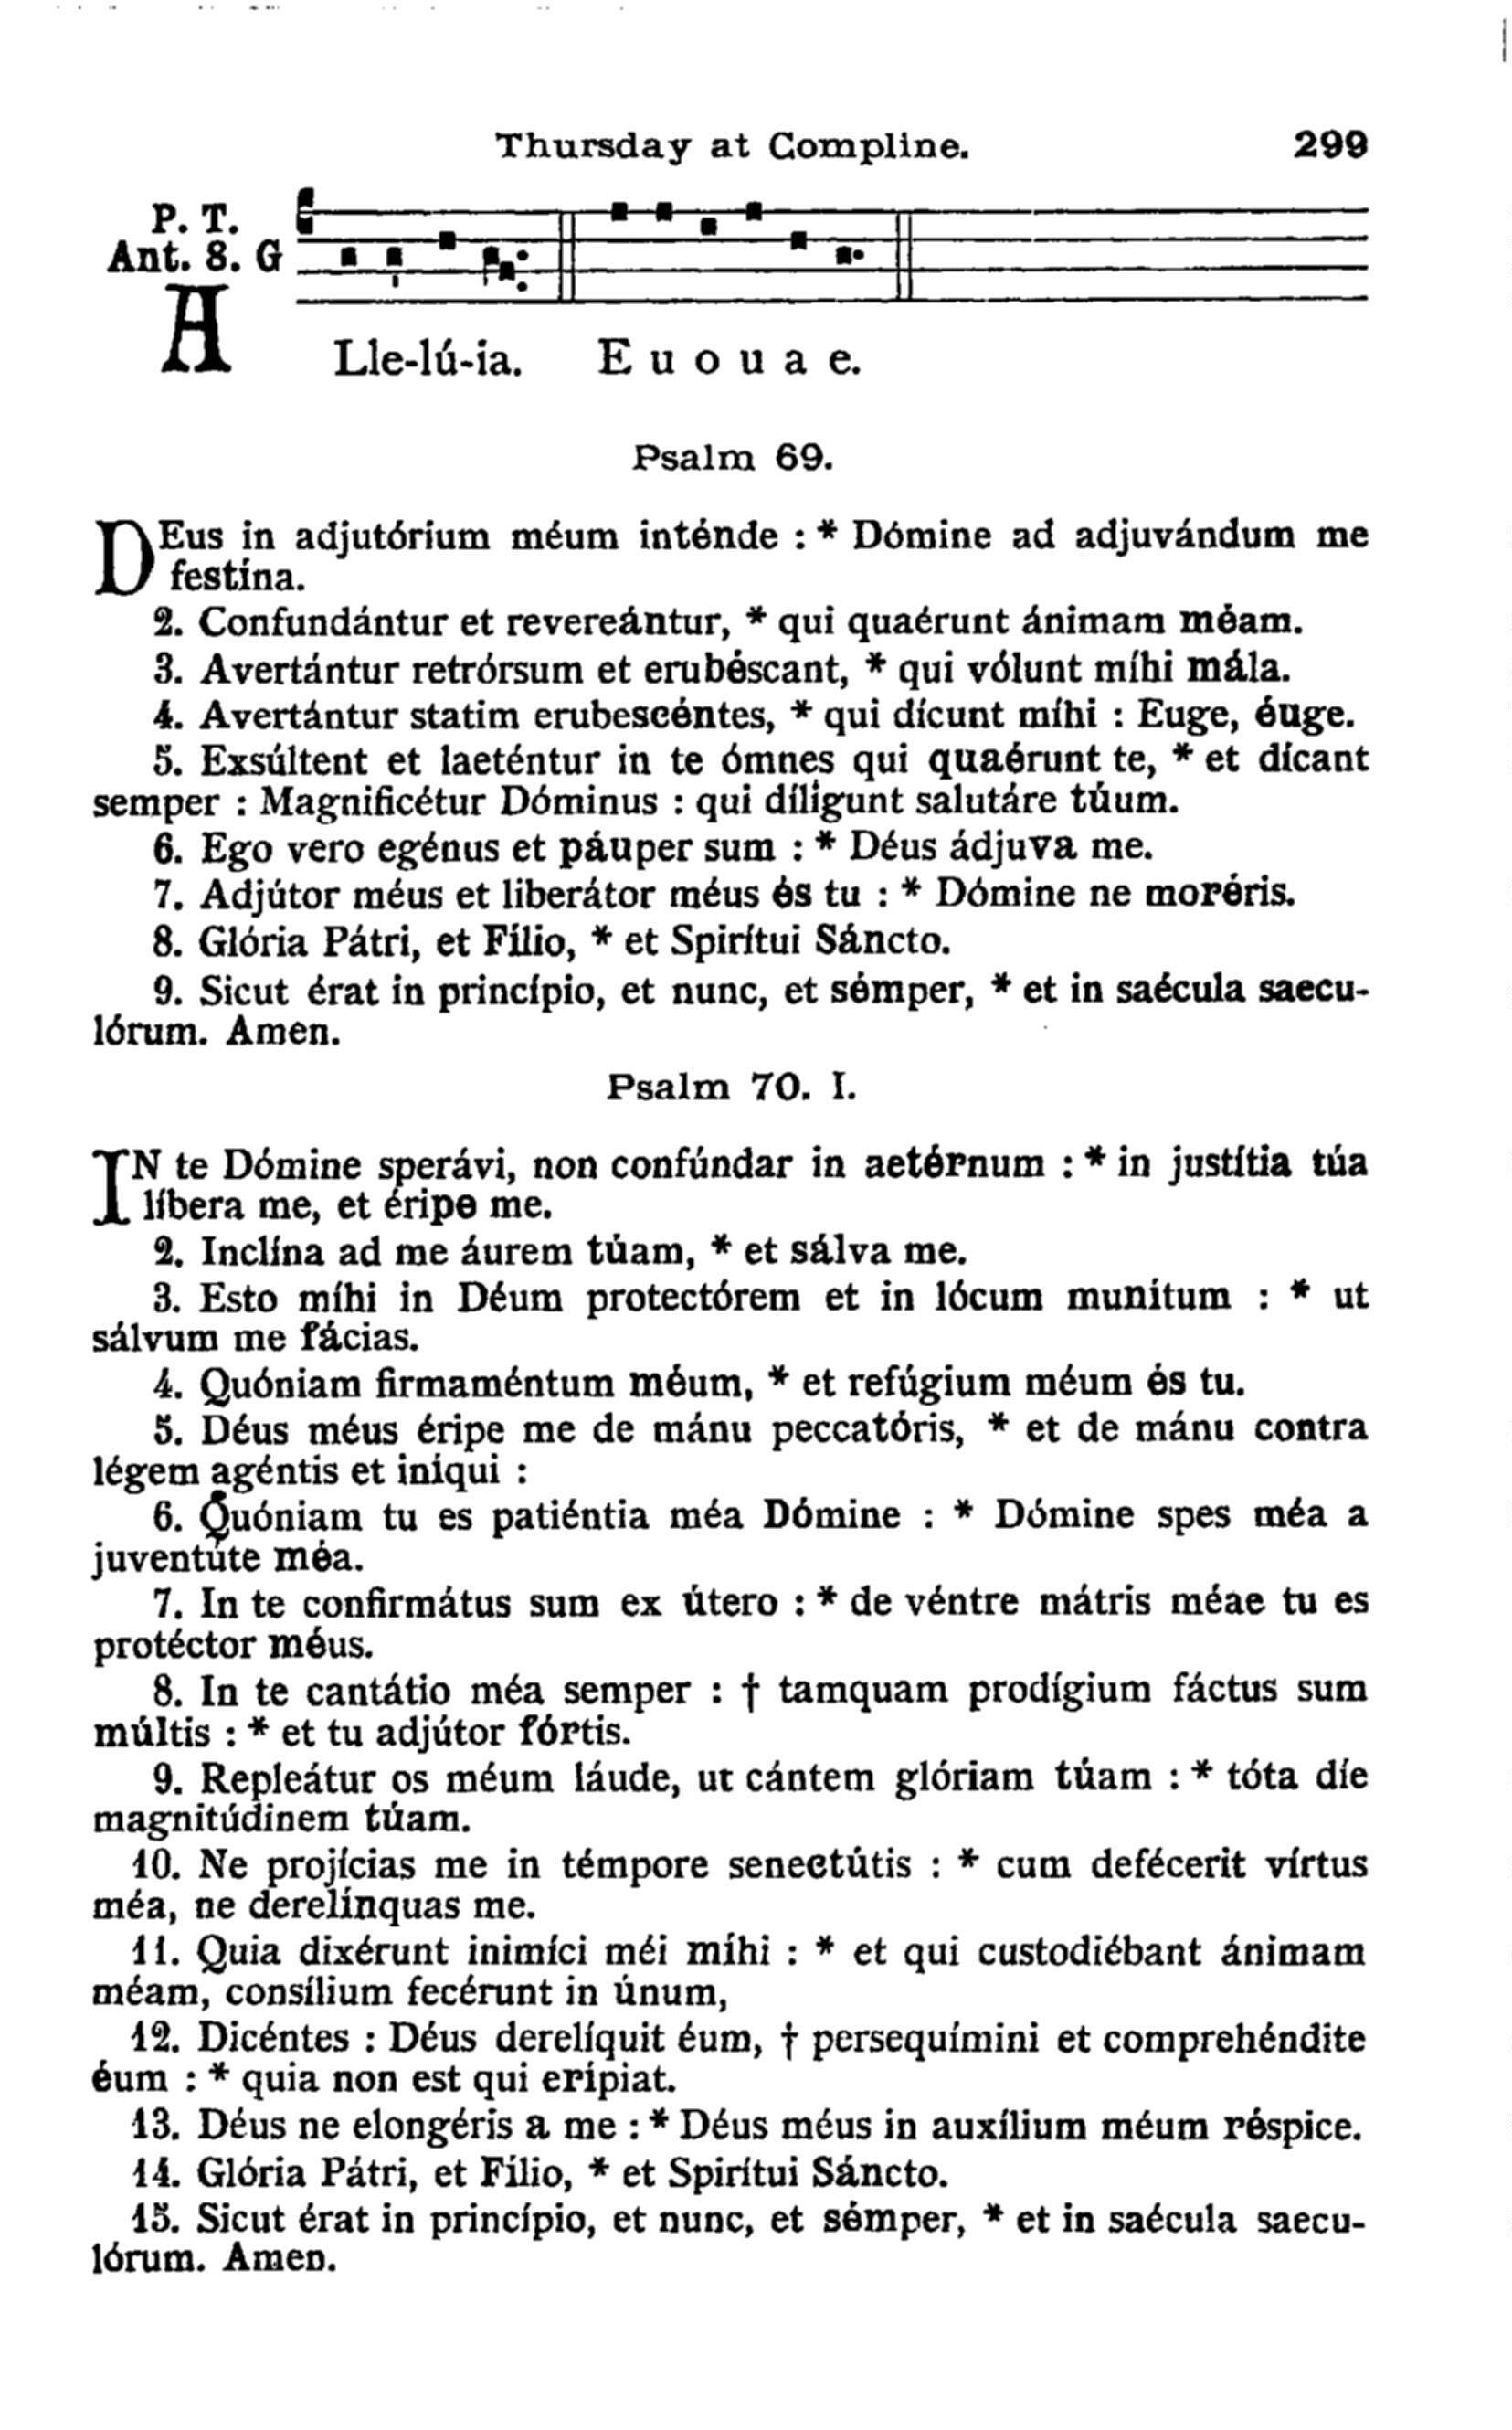 Thursday at Compline. 299
P. T.
Ant. 8. G
A Lle-lú-ia. E u o u a e.
Psalm 69.
DEus in adjutórium méum inténde : * Dómine ad adjuvándum me
festína.
2. Confundántur et revereántur, * qui quaérunt ánimam méam.
3. Avertántur retrórsum et erubéscant, * qui vólunt míhi mála.
4. Avertántur statim erubescéntes, * qui dícunt míhi : Euge, éuge.
5. Exsúltent et laeténtur in te ómnes qui quaérunt te, * et dícant
semper : Magnificétur Dóminus : qui díligunt salutáre túum.
6. Ego vero egénus et páuper sum : * Déus ádjuva me.
7. Adjútor méus et liberátor méus és tu : * Dómine ne moréris.
8. Glória Pátri, et Fílio, * et Spirítui Sáncto.
9. Sicut érat in princípio, et nunc, et sémper, * et in saécula saecu-
lórum. Amen.
Psalm 70. I.
IN te Dómine sperávi, non confúndar in aetérnum : * in justítia túa
líbera me, et éripe me.
2. Inclína ad me áurem túam, * et sálva me.
3. Esto míhi in Déum protectórem et in lócum munítum : * ut
sálvum me fácias.
4. Quóniam firmaméntum méum, * et refúgium méum és tu.
5. Déus méus éripe me de mánu peccatóris, * et de mánu contra
légem agéntis et iníqui :
6. Quóniam tu es patiéntia méa Dómine : * Dómine spes méa a
juventúte méa.
7. In te confirmátus sum ex útero : * de véntre mátris méae tu es
protéctor méus.
8. In te cantátio méa semper : † tamquam prodígium fáctus sum
múltis : * et tu adjútor fórtis.
9. Repleátur os méum láude, ut cántem glóriam túam : * tóta díe
magnitúdinem túam.
10. Ne projícias me in témpore senectútis : * cum defécerit vírtus
méa, ne derelínquas me.
11. Quia dixérunt inimíci méi míhi : * et qui custodiébant ánimam
méam, consílium fecérunt in únum,
12. Dicéntes : Déus derelíquit éum, † persequímini et comprehéndite
éum : * quia non est qui erípiat.
13. Déus ne elongéris a me : * Déus méus in auxílium méum réspice.
14. Glória Pátri, et Fílio, * et Spirítui Sáncto.
15. Sicut érat in princípio, et nunc, et sémper, * et in saécula saecu-
lórum. Amen.